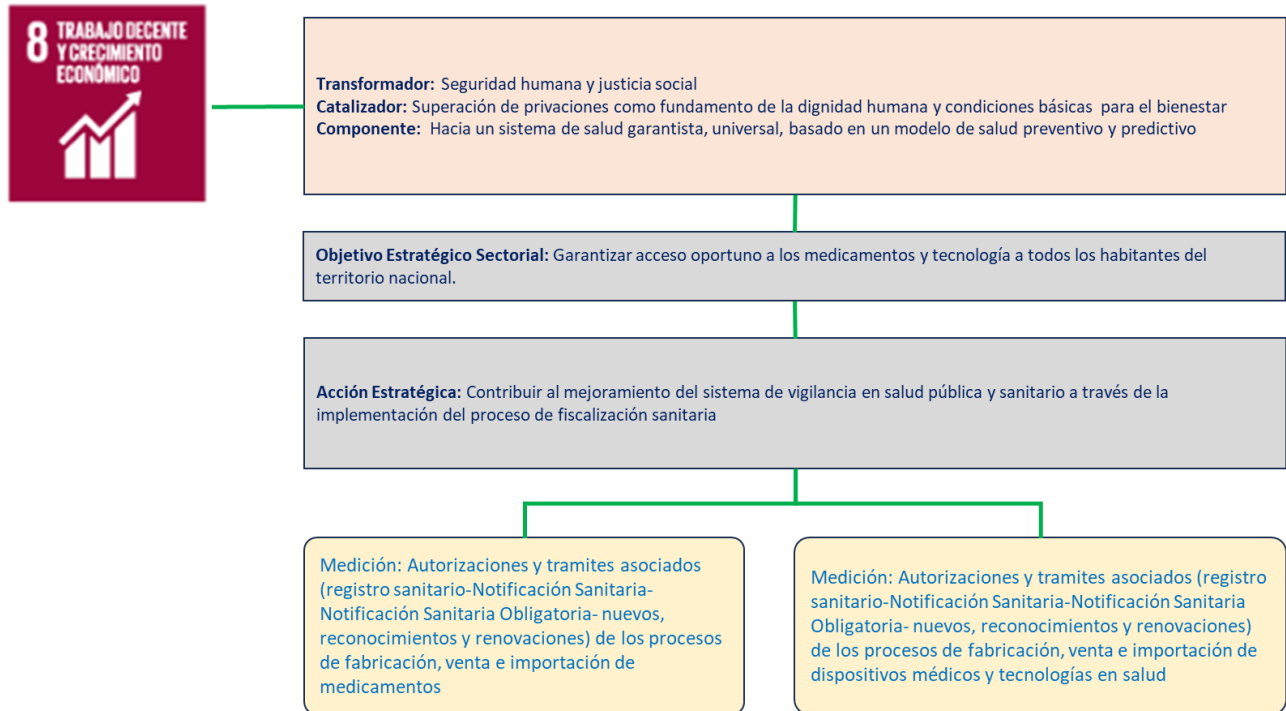 8 TRABAJO DECENTE
Y CRECIMIENTO
ECONÓMICO
Transformador: Seguridad humana y justicia social
Catalizador: Superación de privaciones como fundamento de la dignidad humana y condiciones básicas para el bienestar
Componente: Hacia un sistema de salud garantista, universal, basado en un modelo de salud preventivo y predictivo
Objetivo Estratégico Sectorial: Garantizar acceso oportuno a los medicamentos y tecnología a todos los habitantes del
territorio nacional.
Acción Estratégica: Contribuir al mejoramiento del sistema de vigilancia en salud pública y sanitario a través de la
implementación del proceso de fiscalización sanitaria
Medición: Autorizaciones y tramites asociados
(registro sanitario-Notificación Sanitaria-
Notificación Sanitaria Obligatoria- nuevos,
reconocimientos y renovaciones) de los procesos
de fabricación, venta e importación de
medicamentos
Medición: Autorizaciones y tramites asociados (registro
sanitario-Notificación Sanitaria-Notificación Sanitaria
Obligatoria- nuevos, reconocimientos y renovaciones)
de los procesos de fabricación, venta e importación de
dispositivos médicos y tecnologías en salud